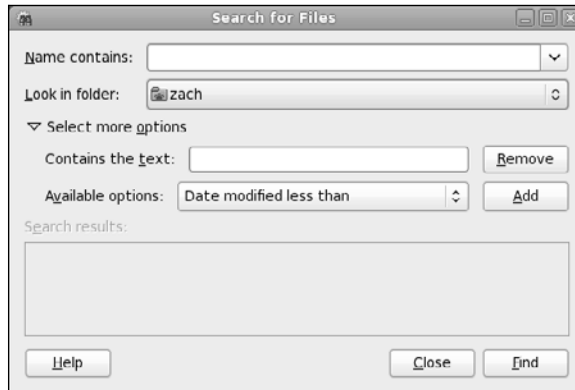 Search for Files
Name contains:
Look in folder: zach
Select more options
Contains the text: Remove
Available options: Date modified less than Add
Search results:
Help Close Find